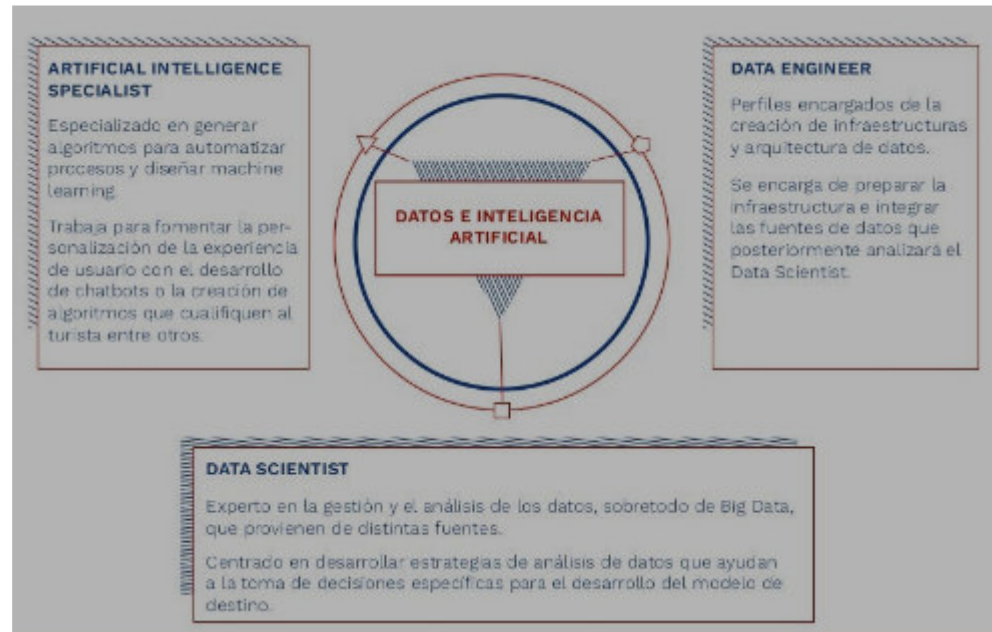 ARTIFICIAL INTELLIGENCE
SPECIALIST
Especializado en generar
algoritmos para automatizar
procesos y diseñar machine
learning.
Trabaja para fomentar la per-
sonalización de la experiencia
de usuario con el desarrollo
de chatbots o la creación de
algoritmos que cualifiquen al
turista entre otros.
DATOS E INTELIGENCIA
ARTIFICIAL
DATA ENGINEER
Perfiles encargados de la
creación de infraestructuras
y arquitectura de datos.
Se encarga de preparar la
infraestructura e integrar
las fuentes de datos que
posteriormente analizará el
Data Scientist.
DATA SCIENTIST
Experto en la gestión y el análisis de los datos, sobretodo de Big Data,
que provienen de distintas fuentes.
Centrado en desarrollar estrategias de análisis de datos que ayudan
a la toma de decisiones específicas para el desarrollo del modelo de
destino.